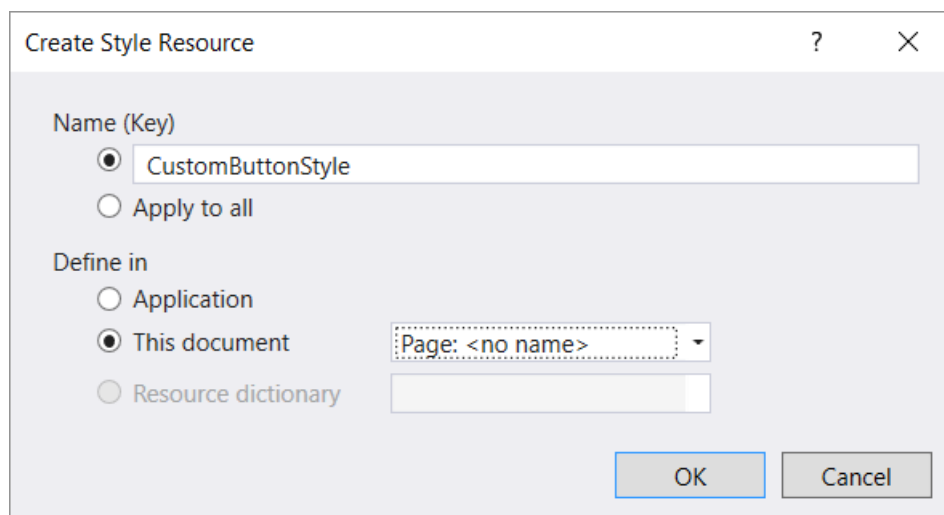 Create Style Resource ?
Name (Key)
CustomButtonStyle
Apply to all
Define in
Application
This document Page: <no name>
Resource dictionary
OK Cancel